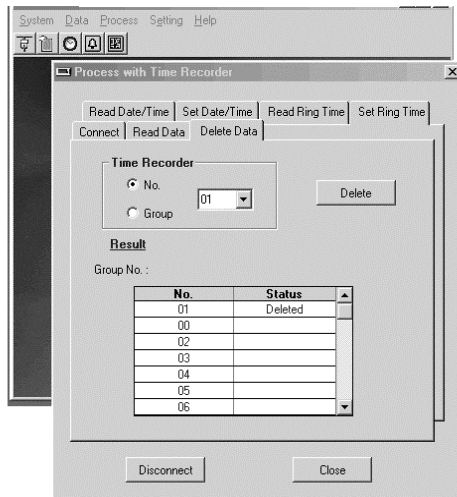 System Data Process Setting Help
Process with Time Recorder
Read Date/Time Set Date/Time Read Ring Time Set Ring Time
Connect Read Data Delete Data
Time Recorder
No.
01
Group
Delete
Result
Group No. :
No. Status
01 Deleted
00
02
03
04
05
06
Disconnect Close